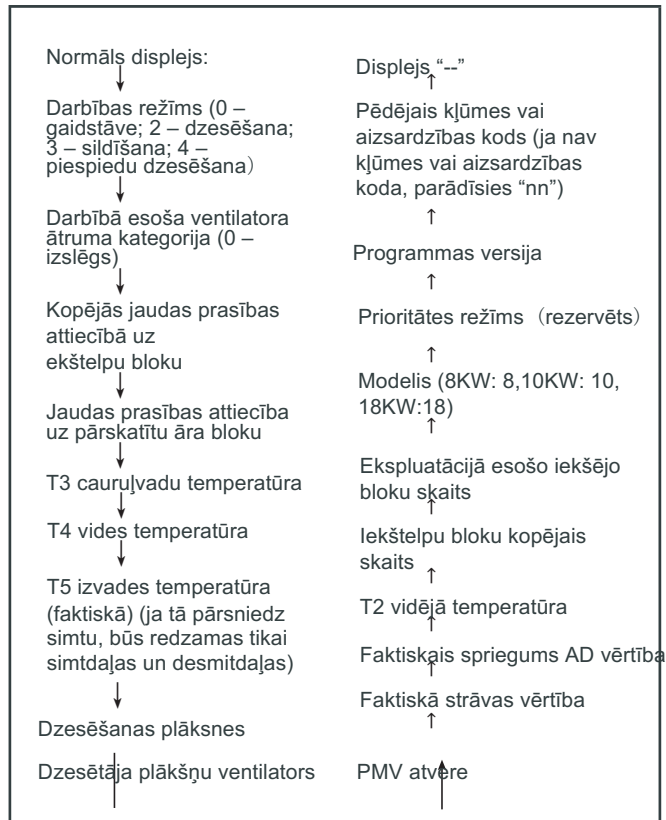 Normāls displejs:
Darbības režīms (0 –
gaidstāve; 2 – dzesēšana;
3 – sildīšana; 4 –
piespiedu dzesēšana）
Darbībā esoša ventilatora
ātruma kategorija (0 –
izslēgs)
Kopējās jaudas prasības
attiecībā uz
ekštelpu bloku
Jaudas prasības attiecība
uz pārskatītu āra bloku
T3 cauruļvadu temperatūra
T4 vides temperatūra
T5 izvades temperatūra
(faktiskā) (ja tā pārsniedz
simtu, būs redzamas tikai
simtdaļas un desmitdaļas)
Dzesēšanas plāksnes
Dzesētāja plākšņu ventilators
Displejs “--”
Pēdējais kļūmes vai
aizsardzības kods (ja nav
kļūmes vai aizsardzības
koda, parādīsies “nn”)
Programmas versija
Prioritātes režīms（rezervēts）
Modelis (8KW: 8,10KW: 10,
18KW:18)
Ekspluatācijā esošo iekšējo
bloku skaits
Iekštelpu bloku kopējais
skaits
T2 vidējā temperatūra
Faktiskais spriegums AD vērtība
Faktiskā strāvas vērtība
PMV atvere